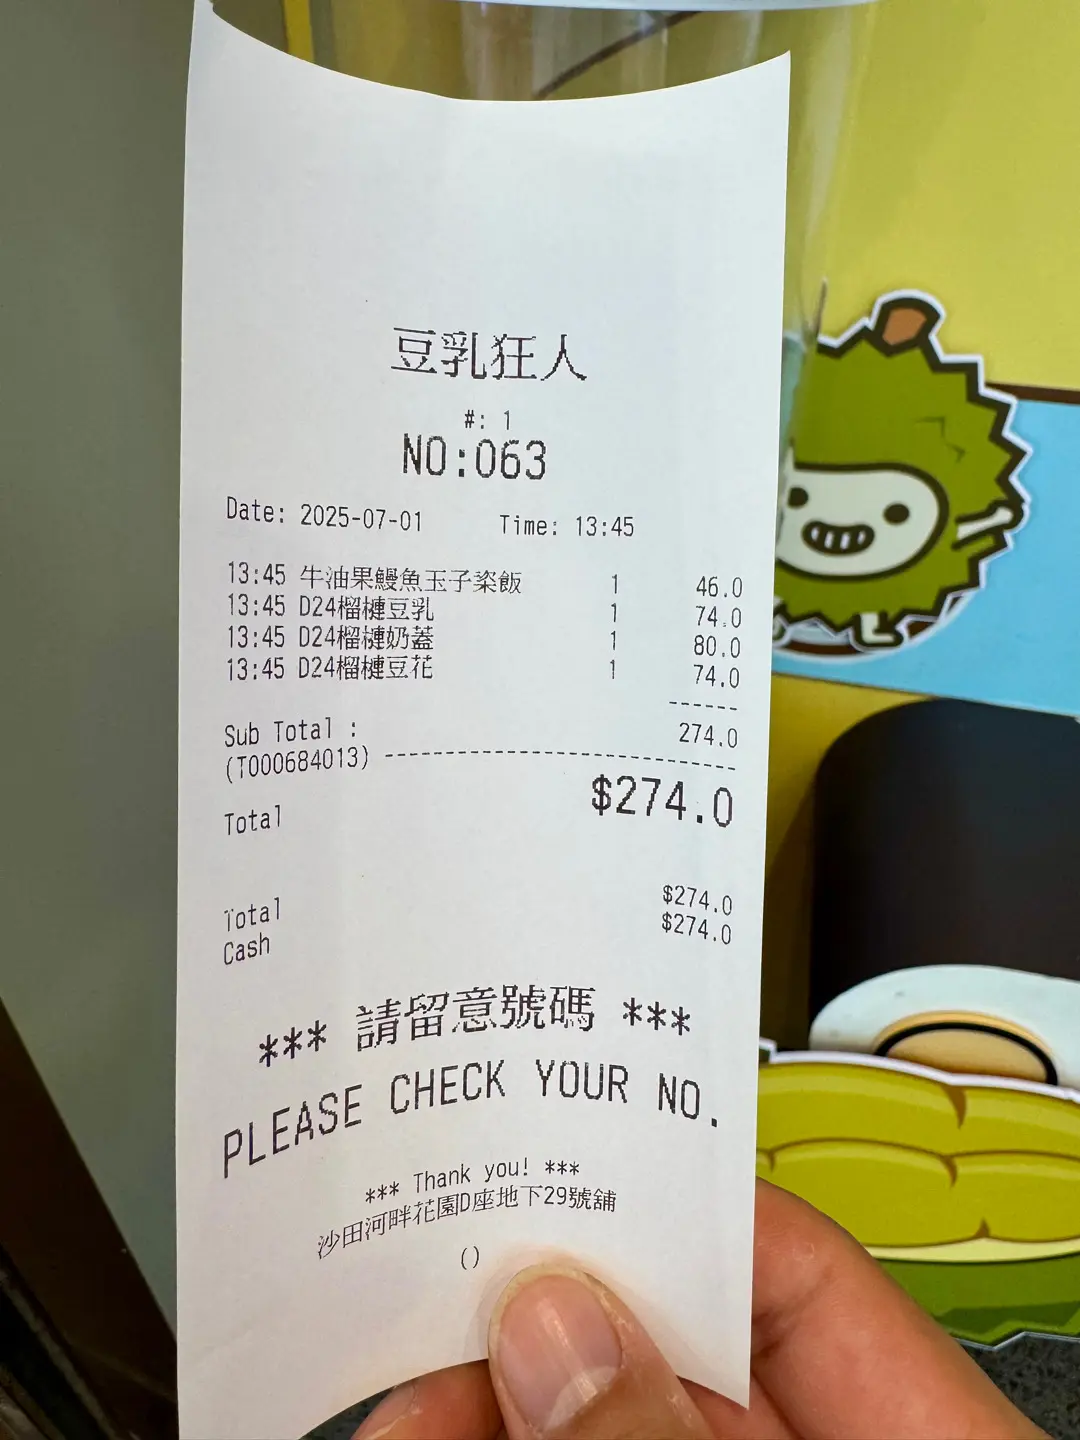 豆乳狂人
#: 1
NO:063
Date: 2025-07-01 Time: 13:45
13:45 牛油果鰻魚玉子粢飯 1 46.0
13:45 D24榴槤豆乳 1 74.0
13:45 D24榴槤奶蓋 1 80.0
13:45 D24榴槤豆花 1 74.0
------
Sub Total : 274.0
(T000684013) ------------------------------
Total $274.0
Total $274.0
Cash $274.0
*** 請留意號碼 ***
PLEASE CHECK YOUR NO.
*** Thank you! ***
沙田河畔花園D座地下29號舖
()